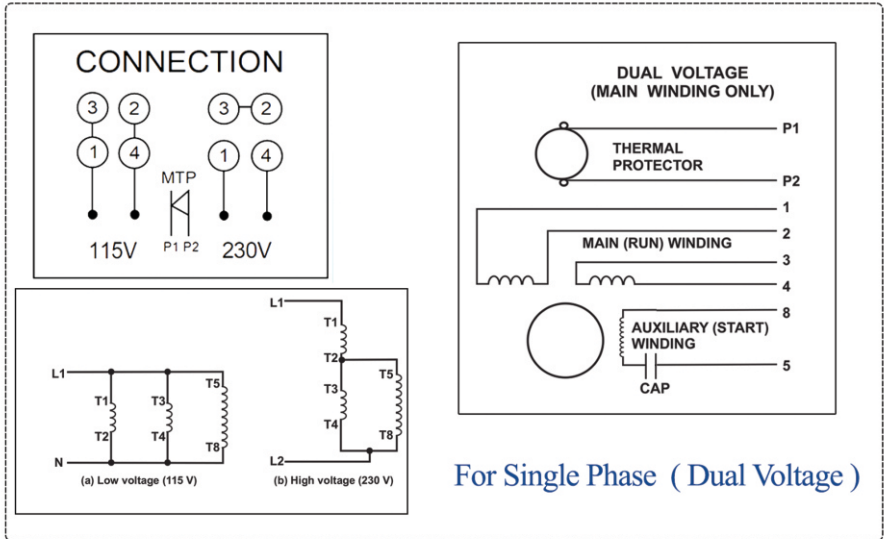 CONNECTION
3 2 3 2
1 4 1 4
MTP
115V P1 P2 230V
DUAL VOLTAGE
(MAIN WINDING ONLY)
P1
THERMAL
PROTECTOR
P2
1
2
MAIN (RUN) WINDING
3
4
8
AUXILIARY (START)
WINDING
5
CAP
L1
T1
T2
T3
T4
T5
T8
N
(a) Low voltage (115 V)
L1
T1
T2
T3
T4
T5
T8
L2
(b) High voltage (230 V)
For Single Phase ( Dual Voltage )